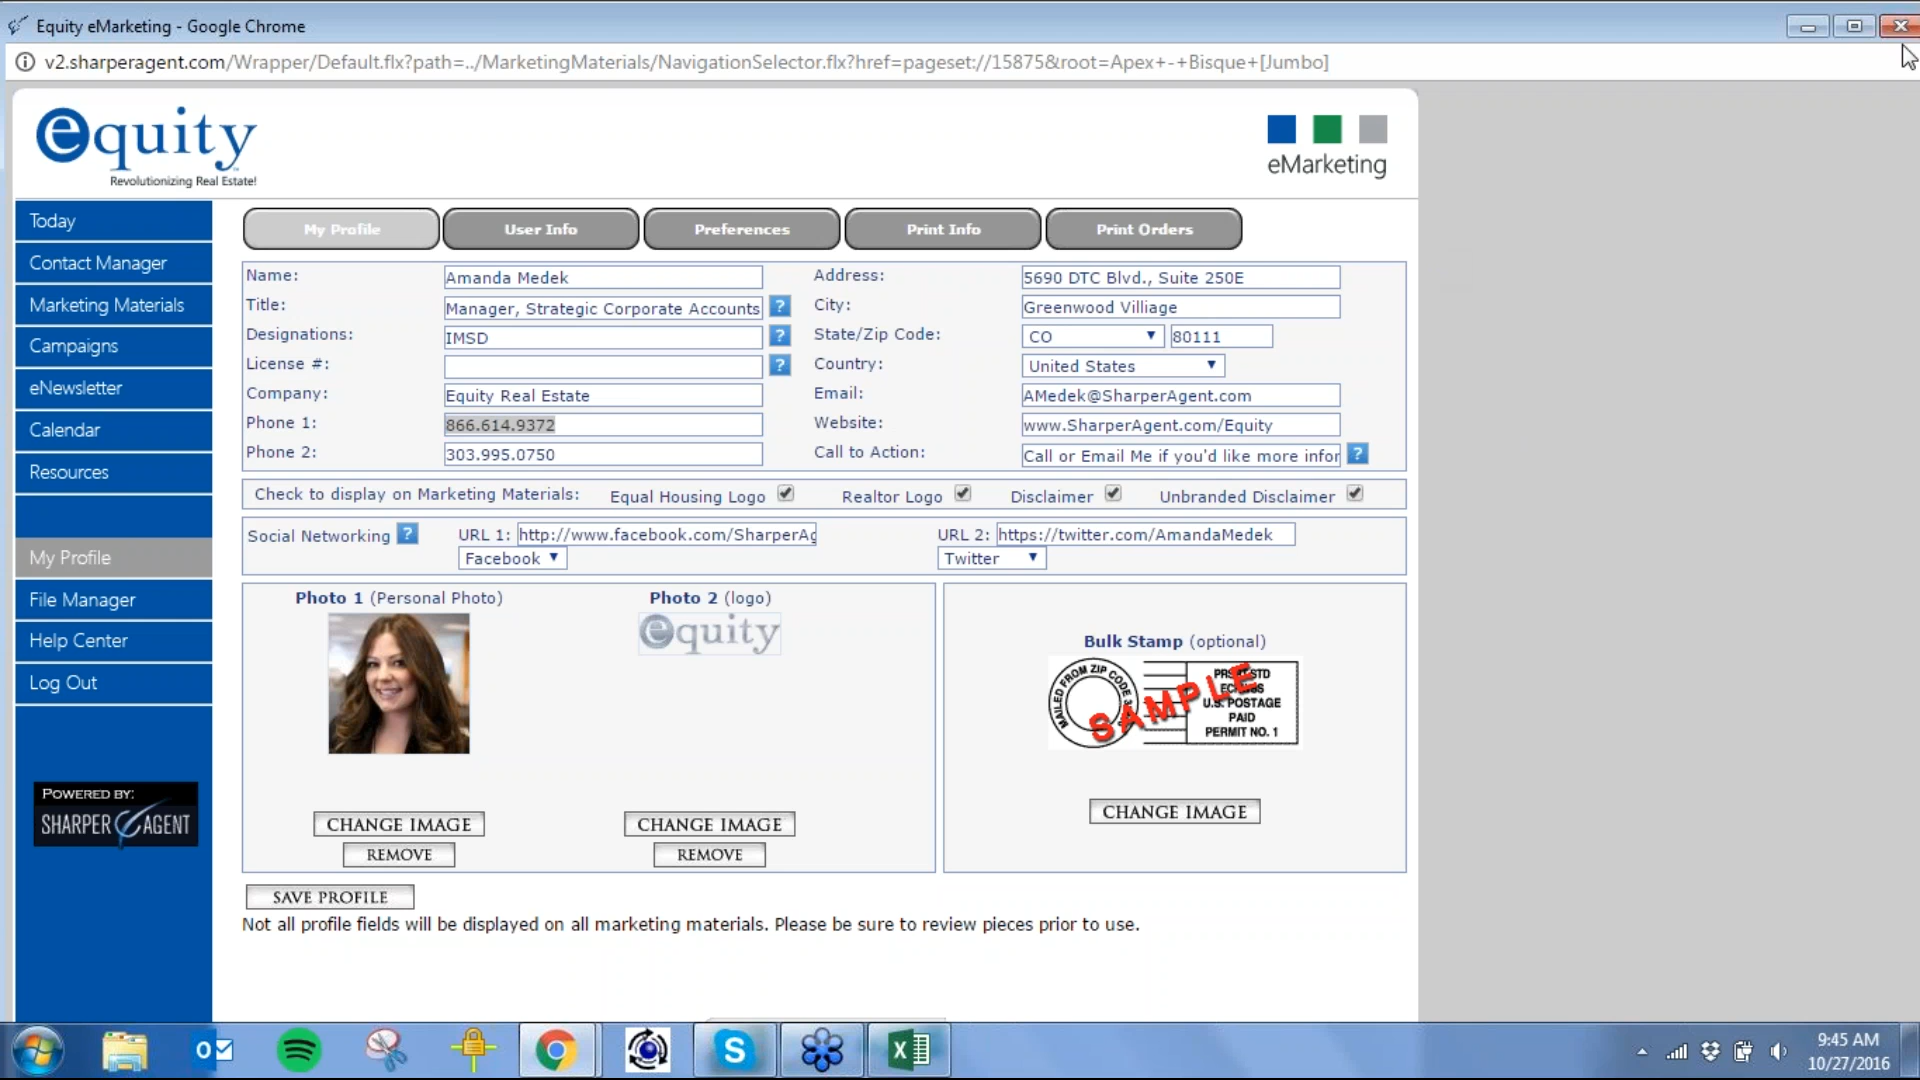 Equity eMarketing - Google Chrome
v2.sharperagent.com/Wrapper/Default.flx?path=../MarketingMaterials/NavigationSelector.flx?href=pageset://15875&root=Apex+-+Bisque+[Jumbo]
equity
Revolutionizing Real Estate!
eMarketing
Today
Contact Manager
Marketing Materials
Campaigns
eNewsletter
Calendar
Resources
My Profile
File Manager
Help Center
Log Out
POWERED BY:
SHARPER AGENT
My Profile User Info Preferences Print Info Print Orders
Name: Amanda Medek Address: 5690 DTC Blvd., Suite 250E
Title: Manager, Strategic Corporate Accounts ? City: Greenwood Villiage
Designations: IMSD ? State/Zip Code: CO 80111
License #: ? Country: United States
Company: Equity Real Estate Email: AMedek@SharperAgent.com
Phone 1: 866.614.9372 Website: www.SharperAgent.com/Equity
Phone 2: 303.995.0750 Call to Action: Call or Email Me if you'd like more infor ?
Check to display on Marketing Materials: Equal Housing Logo Realtor Logo Disclaimer Unbranded Disclaimer
Social Networking ? URL 1: http://www.facebook.com/SharperAg URL 2: https://twitter.com/AmandaMedek
Facebook Twitter
Photo 1 (Personal Photo) Photo 2 (logo)
equity
CHANGE IMAGE CHANGE IMAGE
REMOVE REMOVE
Bulk Stamp (optional)
MAILED FROM ZIP CODE
SAMPLE
U.S. POSTAGE
PAID
PERMIT NO. 1
CHANGE IMAGE
SAVE PROFILE
Not all profile fields will be displayed on all marketing materials. Please be sure to review pieces prior to use.
9:45 AM
10/27/2016